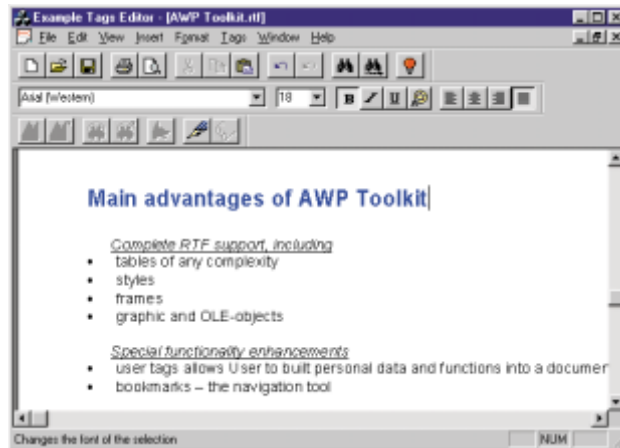 Example Tags Editor - [AWP Toolkit.rtf]
File Edit View Insert Format Tags Window Help
Arial (Western) 18 B I U
Main advantages of AWP Toolkit
Complete RTF support, including
• tables of any complexity
• styles
• frames
• graphic and OLE-objects
Special functionality enhancements
• user tags allows User to built personal data and functions into a documen
• bookmarks – the navigation tool
Changes the font of the selection NUM